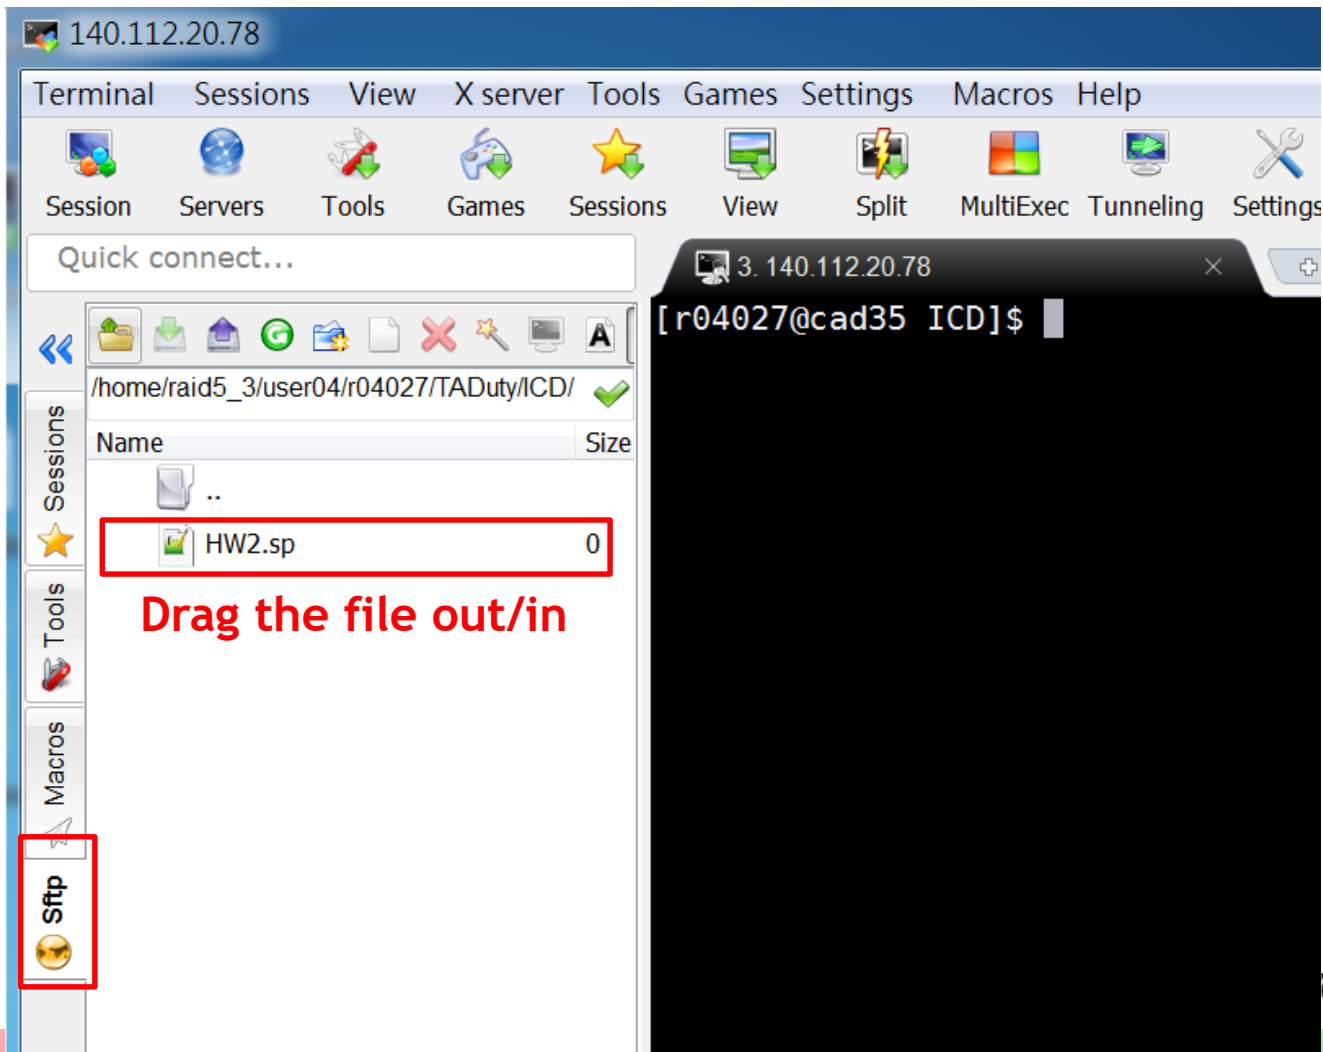 140.112.20.78
Terminal Sessions View X server Tools Games Settings Macros Help
Session Servers Tools Games Sessions View Split MultiExec Tunneling Settings
Quick connect...
3. 140.112.20.78
[r04027@cad35 ICD]$
A
/home/raid5_3/user04/r04027/TADuty/ICD/
Name Size
..
HW2.sp 0
Drag the file out/in
Sessions
Tools
Macros
Sftp